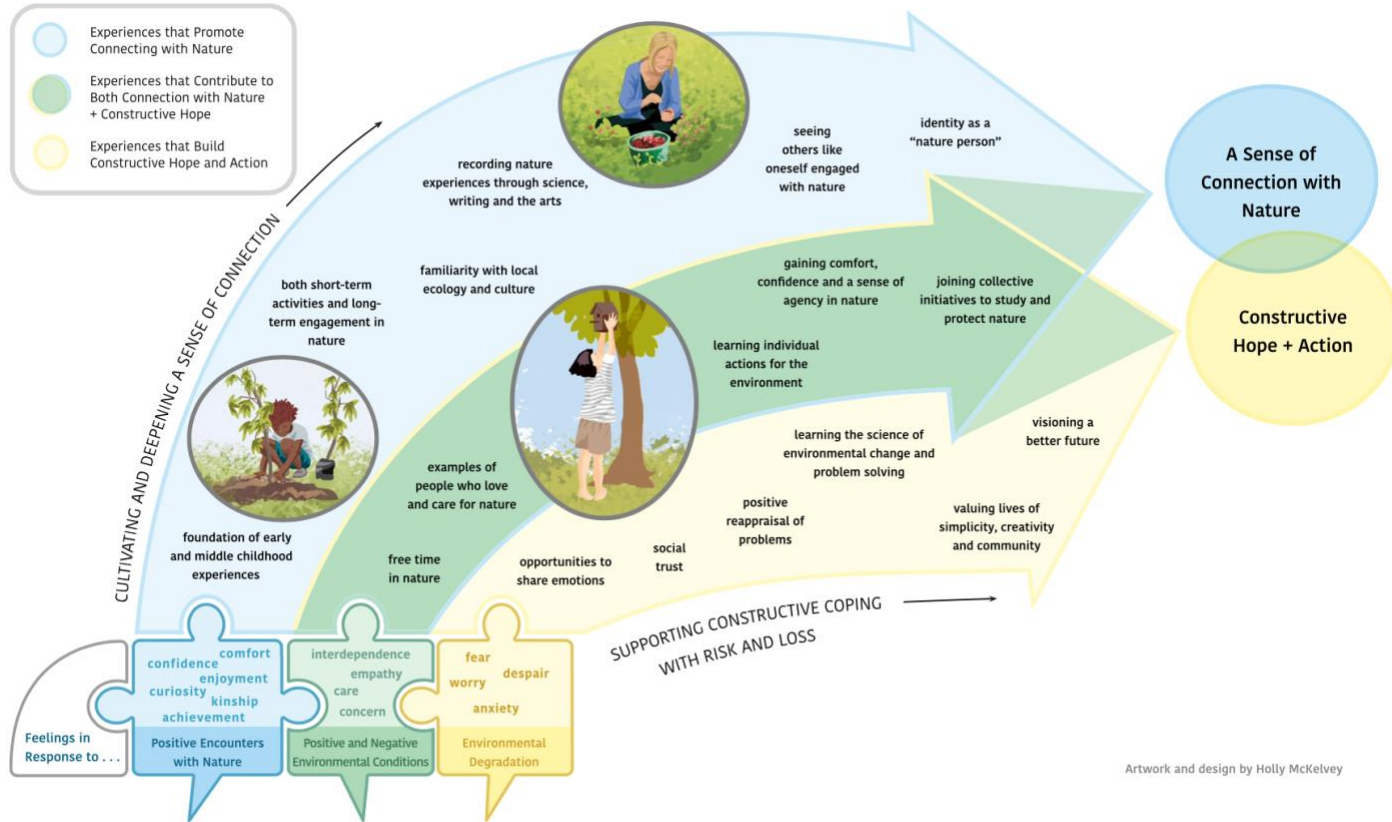 Experiences that Promote
Connecting with Nature
Experiences that Contribute to
Both Connection with Nature
+ Constructive Hope
Experiences that Build
Constructive Hope and Action
CULTIVATING AND DEEPENING A SENSE OF CONNECTION
identity as a
“nature person”
seeing
others like
oneself engaged
with nature
recording nature
experiences through science,
writing and the arts
familiarity with local
ecology and culture
both short-term
activities and long-
term engagement in
nature
foundation of early
and middle childhood
experiences
gaining comfort,
confidence and a sense of
agency in nature
joining collective
initiatives to study and
protect nature
learning individual
actions for the
environment
examples of
people who love
and care for nature
free time
in nature
visioning a
better future
learning the science of
environmental change and
problem solving
positive
reappraisal of
problems
valuing lives of
simplicity, creativity
and community
social
trust
opportunities to
share emotions
SUPPORTING CONSTRUCTIVE COPING
WITH RISK AND LOSS
A Sense of
Connection with
Nature
Constructive
Hope + Action
Feelings in
Response to . . .
comfort
confidence
enjoyment
curiosity
kinship
achievement
Positive Encounters
with Nature
interdependence
empathy
care
concern
Positive and Negative
Environmental Conditions
fear
despair
worry
anxiety
Environmental
Degradation
Artwork and design by Holly McKelvey